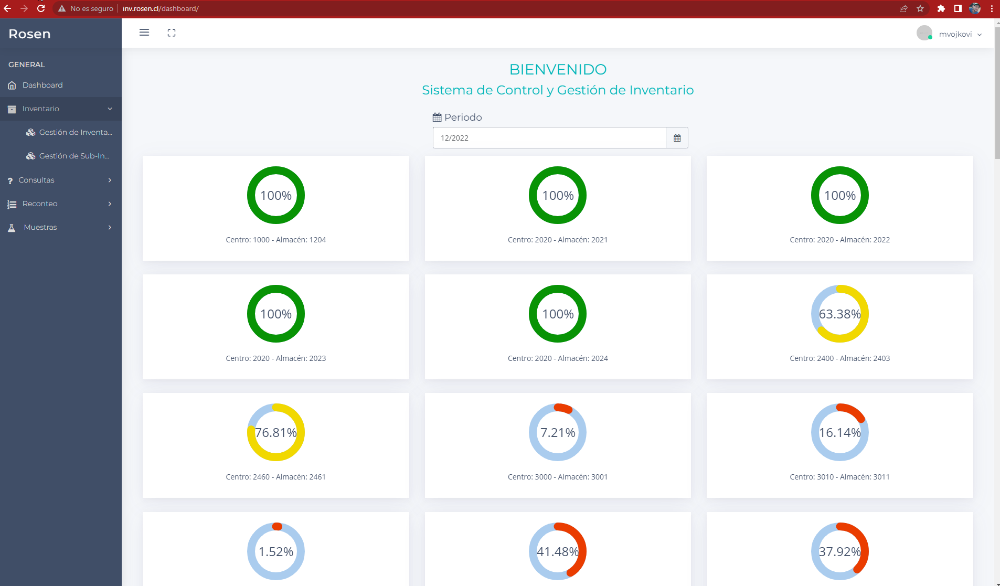 No es seguro inv.rosen.cl/dashboard/
Rosen
mvojkovi
GENERAL
Dashboard
Inventario
Gestión de Inventa...
Gestión de Sub-In...
Consultas
Reconteo
Muestras
BIENVENIDO
Sistema de Control y Gestión de Inventario
Periodo
12/2022
100%
Centro: 1000 - Almacén: 1204
100%
Centro: 2020 - Almacén: 2021
100%
Centro: 2020 - Almacén: 2022
100%
Centro: 2020 - Almacén: 2023
100%
Centro: 2020 - Almacén: 2024
63.38%
Centro: 2400 - Almacén: 2403
76.81%
Centro: 2460 - Almacén: 2461
7.21%
Centro: 3000 - Almacén: 3001
16.14%
Centro: 3010 - Almacén: 3011
1.52%
41.48%
37.92%